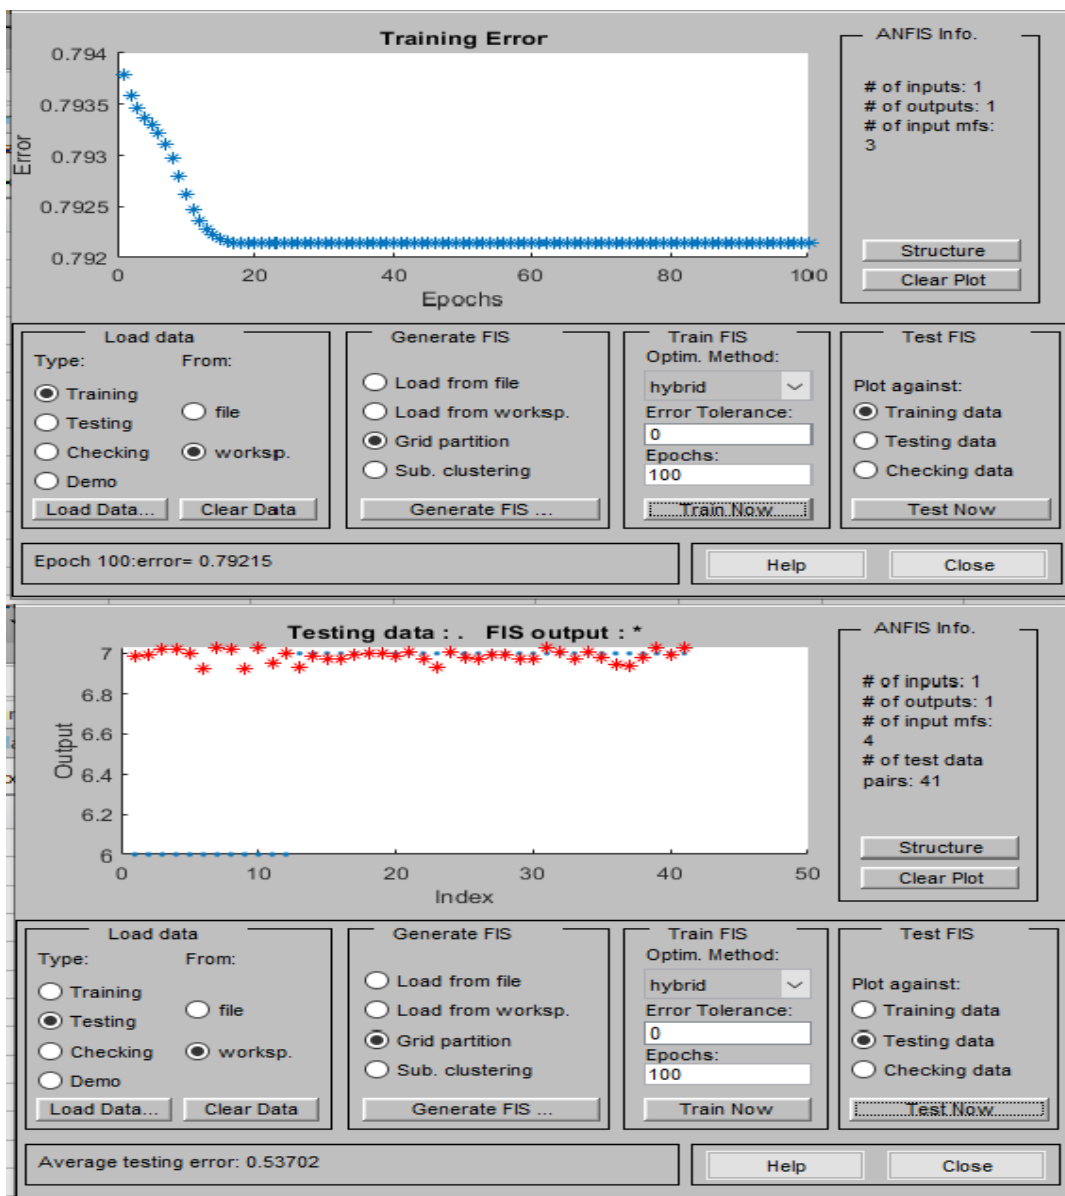 Training Error
ANFIS Info.
0.794
0.7935
0.793
0.7925
0.792
Error
0
20
40
60
80
100
Epochs
# of inputs: 1
# of outputs: 1
# of input mfs:
3
Structure
Clear Plot
Load data
Type:
From:
Training
Testing
Checking
Demo
file
worksp.
Load Data...
Clear Data
Generate FIS
Load from file
Load from worksp.
Grid partition
Sub. clustering
Generate FIS ...
Train FIS
Optim. Method:
hybrid
Error Tolerance:
0
Epochs:
100
Train Now
Test FIS
Plot against:
Training data
Testing data
Checking data
Test Now
Epoch 100:error= 0.79215
Help
Close
Testing data : .   FIS output : *
ANFIS Info.
7
6.8
6.6
6.4
6.2
6
Output
0
10
20
30
40
50
Index
# of inputs: 1
# of outputs: 1
# of input mfs:
4
# of test data
pairs: 41
Structure
Clear Plot
Load data
Type:
From:
Training
Testing
Checking
Demo
file
worksp.
Load Data...
Clear Data
Generate FIS
Load from file
Load from worksp.
Grid partition
Sub. clustering
Generate FIS ...
Train FIS
Optim. Method:
hybrid
Error Tolerance:
0
Epochs:
100
Train Now
Test FIS
Plot against:
Training data
Testing data
Checking data
Test Now
Average testing error: 0.53702
Help
Close